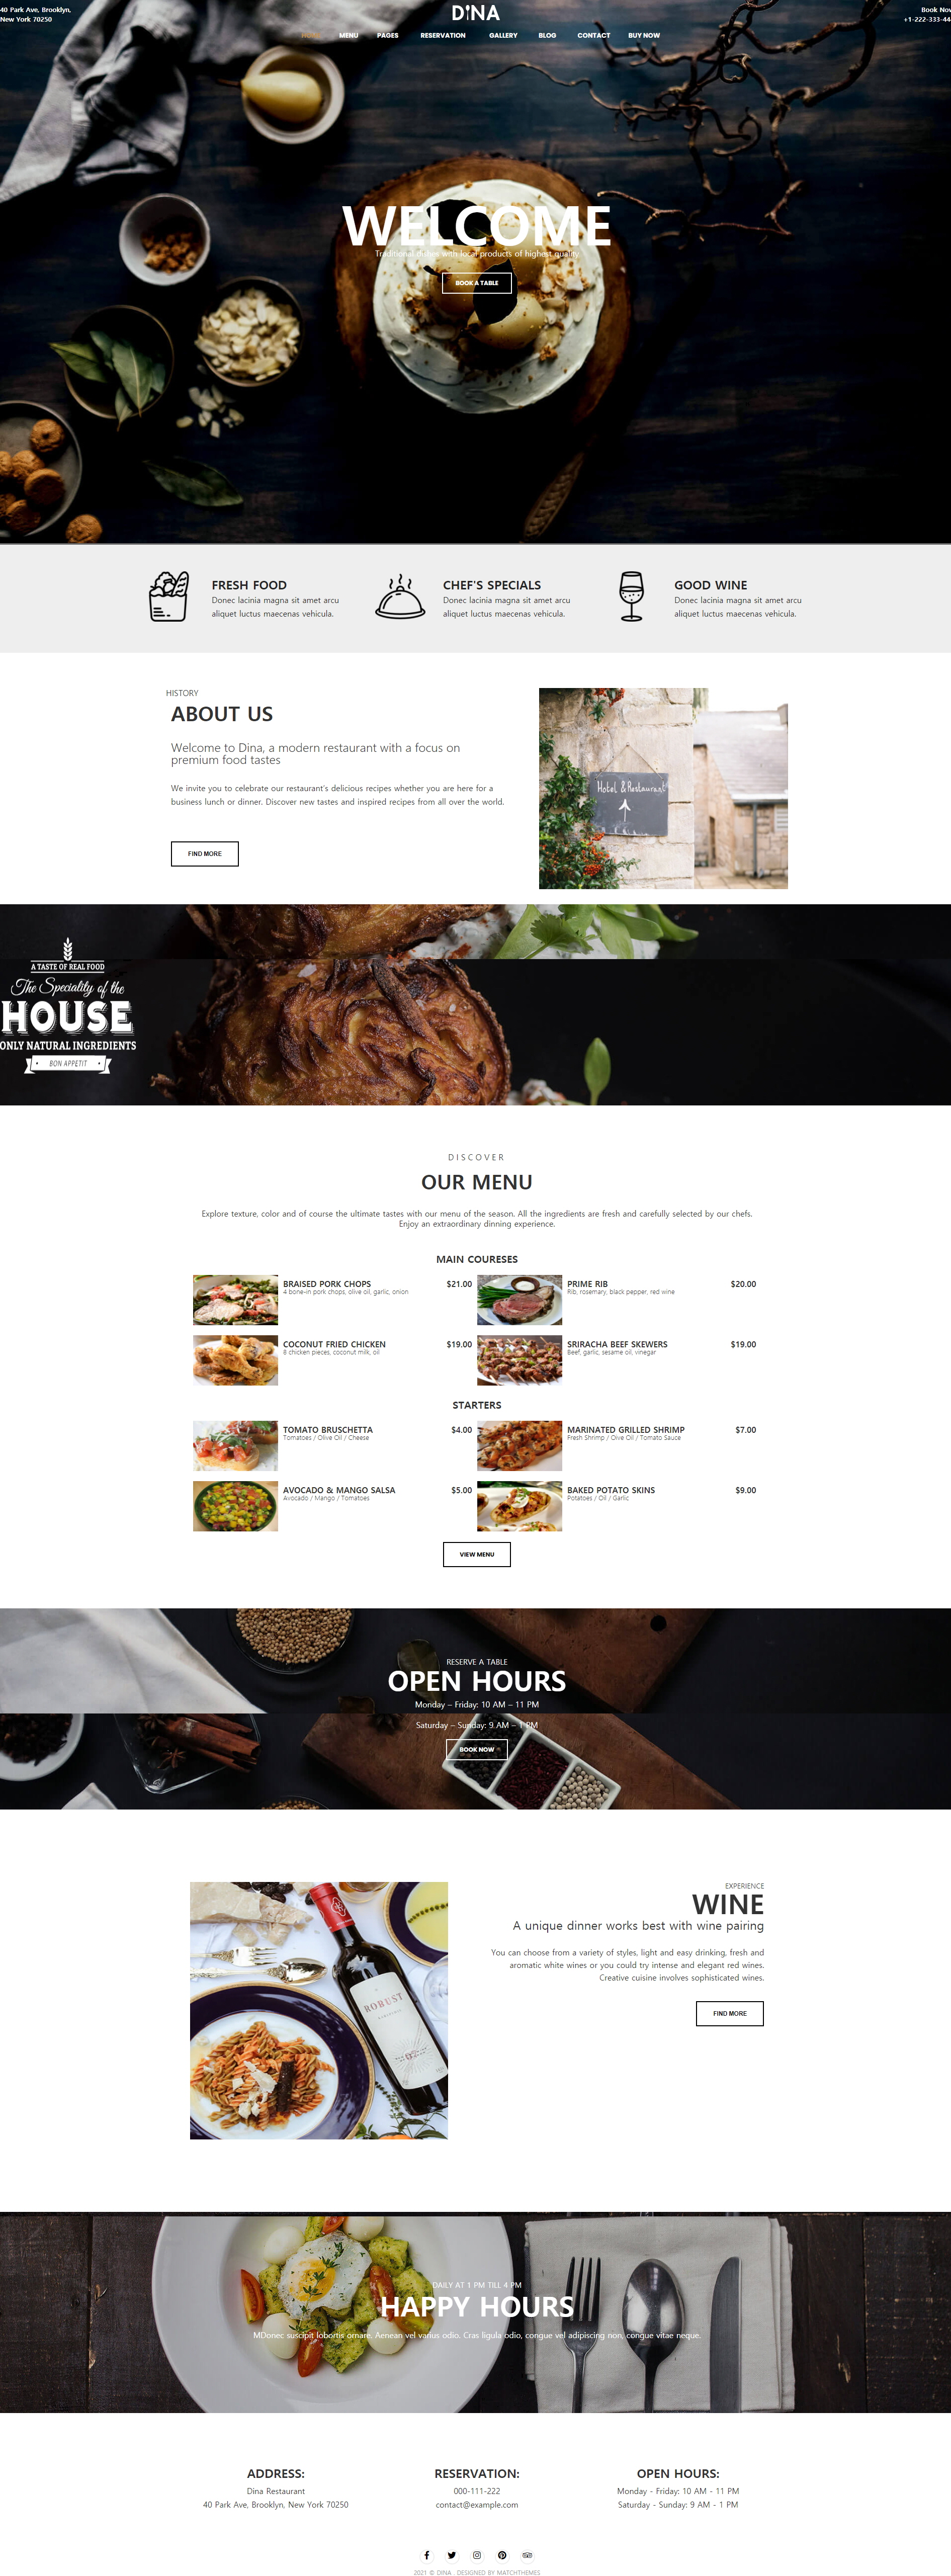 40 Park Ave, Brooklyn,
New York 70250
DINA
Book Now
+1-222-333-44
HOME MENU PAGES RESERVATION GALLERY BLOG CONTACT BUY NOW
WELCOME
Traditional dishes with local products of highest quality
BOOK A TABLE
FRESH FOOD
Donec lacinia magna sit amet arcu
aliquet luctus maecenas vehicula.
CHEF'S SPECIALS
Donec lacinia magna sit amet arcu
aliquet luctus maecenas vehicula.
GOOD WINE
Donec lacinia magna sit amet arcu
aliquet luctus maecenas vehicula.
HISTORY
ABOUT US
Welcome to Dina, a modern restaurant with a focus on
premium food tastes
We invite you to celebrate our restaurant's delicious recipes whether you are here for a
business lunch or dinner. Discover new tastes and inspired recipes from all over the world.
FIND MORE
Hotel & Restaurant
A TASTE OF REAL FOOD
The Speciality of the
HOUSE
ONLY NATURAL INGREDIENTS
BON APPETIT
DISCOVER
OUR MENU
Explore texture, color and of course the ultimate tastes with our menu of the season. All the ingredients are fresh and carefully selected by our chefs.
Enjoy an extraordinary dinning experience.
MAIN COURESES
BRAISED PORK CHOPS $21.00
4 bone-in pork chops, olive oil, garlic, onion
PRIME RIB $20.00
Rib, rosemary, black pepper, red wine
COCONUT FRIED CHICKEN $19.00
8 chicken pieces, coconut milk, oil
SRIRACHA BEEF SKEWERS $19.00
Beef, garlic, sesame oil, vinegar
STARTERS
TOMATO BRUSCHETTA $4.00
Tomatoes / Olive Oil / Cheese
MARINATED GRILLED SHRIMP $7.00
Fresh Shrimp / Olive Oil / Tomato Sauce
AVOCADO & MANGO SALSA $5.00
Avocado / Mango / Tomatoes
BAKED POTATO SKINS $9.00
Potatoes / Oil / Garlic
VIEW MENU
RESERVE A TABLE
OPEN HOURS
Monday – Friday: 10 AM – 11 PM
Saturday – Sunday: 9 AM – 1 PM
BOOK NOW
ROBUST
EXPERIENCE
WINE
A unique dinner works best with wine pairing
You can choose from a variety of styles, light and easy drinking, fresh and
aromatic white wines or you could try intense and elegant red wines.
Creative cuisine involves sophisticated wines.
FIND MORE
DAILY AT 1 PM TILL 4 PM
HAPPY HOURS
MDonec suscipit lobortis ornare. Aenean vel varius odio. Cras ligula odio, congue vel adipiscing non, congue vitae neque.
ADDRESS:
Dina Restaurant
40 Park Ave, Brooklyn, New York 70250
RESERVATION:
000-111-222
contact@example.com
OPEN HOURS:
Monday - Friday: 10 AM - 11 PM
Saturday - Sunday: 9 AM - 1 PM
2021 © DINA . DESIGNED BY MATCHTHEMES